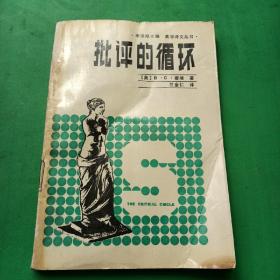 ·李泽厚主编 美学译文丛书·
批评的循环
〔美〕D·C·霍埃 著
兰金仁 译
S
THE CRITICAL CIRCLE